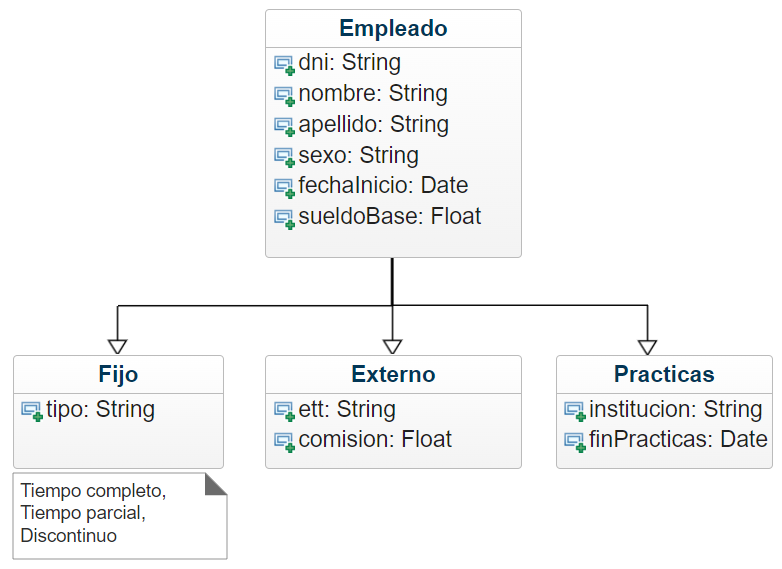 Empleado
dni: String
nombre: String
apellido: String
sexo: String
fechaInicio: Date
sueldoBase: Float
Fijo
tipo: String
Externo
ett: String
comision: Float
Practicas
institucion: String
finPracticas: Date
Tiempo completo,
Tiempo parcial,
Discontinuo